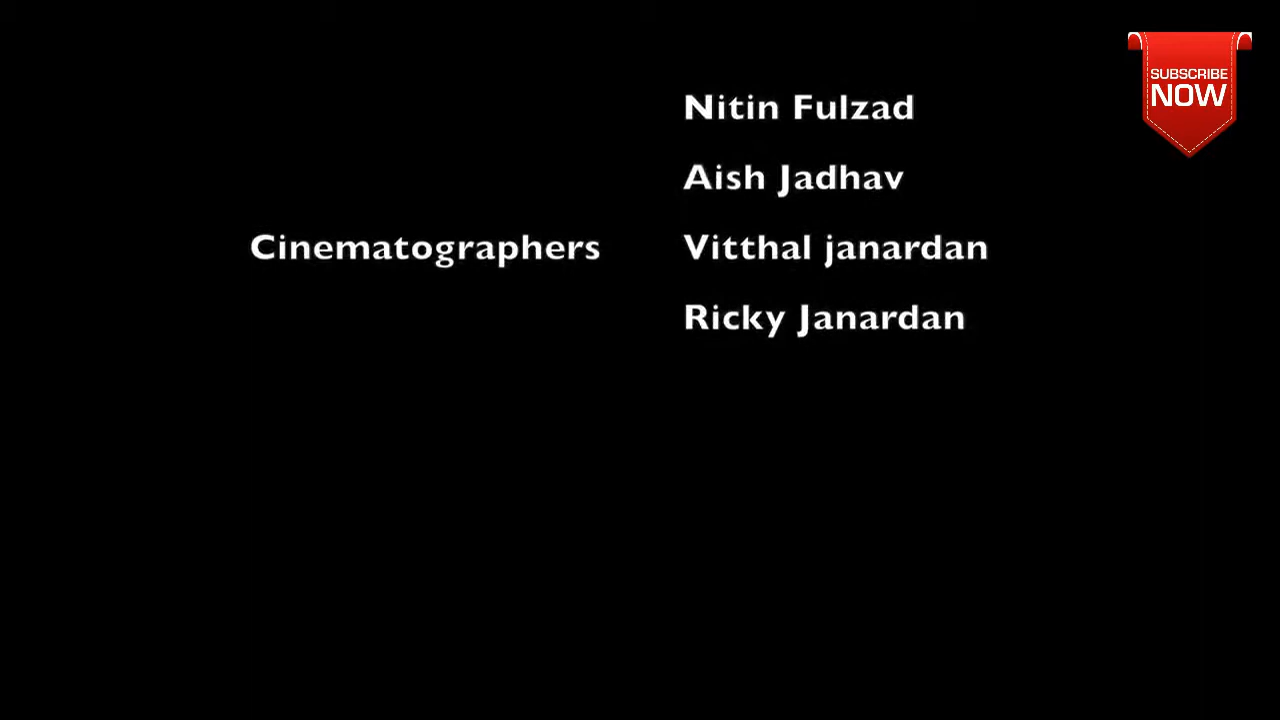 SUBSCRIBE
NOW
Nitin Fulzad
Aish Jadhav
Cinematographers Vitthal janardan
Ricky Janardan